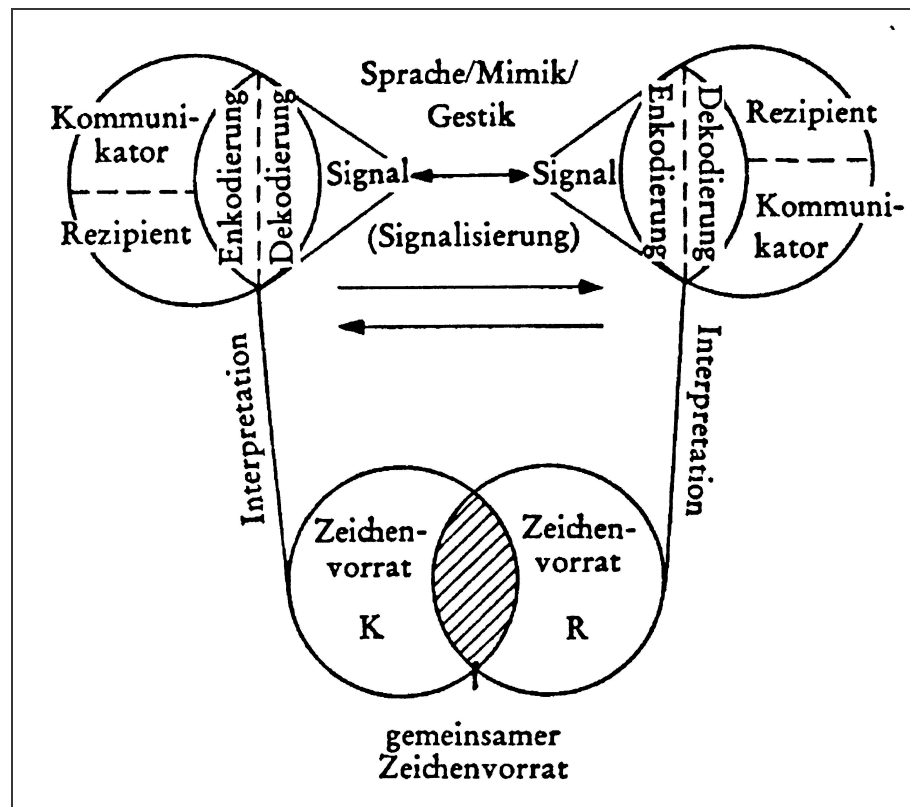 Sprache/Mimik/
Gestik
Kommuni-
kator
Rezipient
Enkodierung
Dekodierung
Signal
Signal
(Signalisierung)
Enkodierung
Dekodierung
Rezipient
Kommuni-
kator
Interpretation
Interpretation
Zeichen-
vorrat
K
Zeichen-
vorrat
R
gemeinsamer
Zeichenvorrat